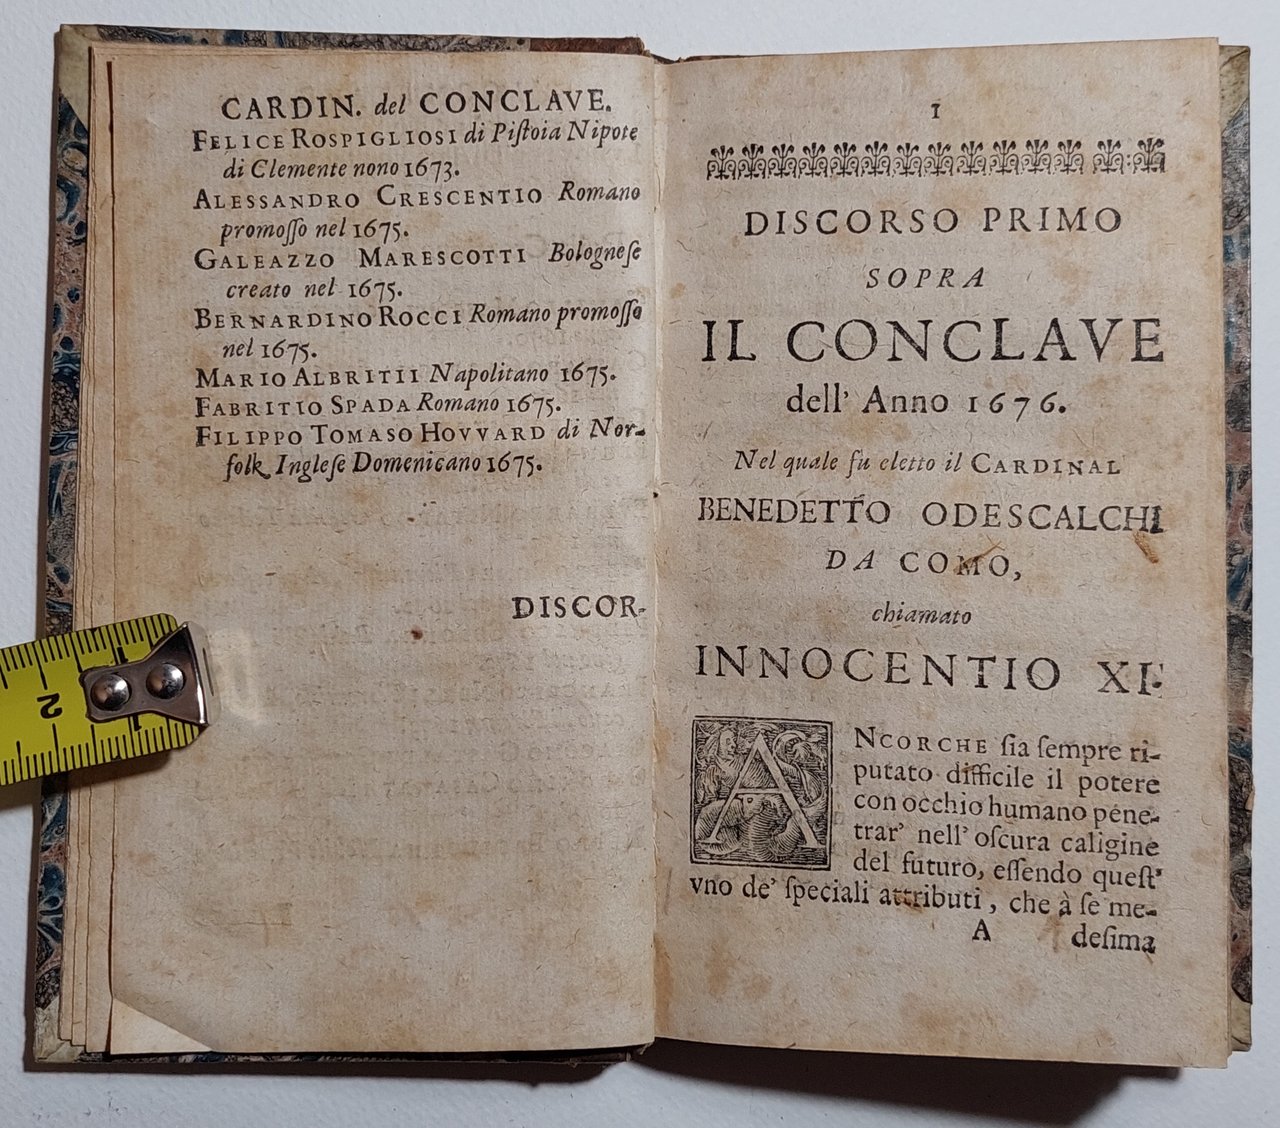 CARDIN. del CONCLAVE.
FELICE ROSPIGLIOSI di Piſtoia Nipote
di Clemente nono 1673.
ALESSANDRO CRESCENTIO Romano
promoſſo nel 1675.
GALEAZZO MARESCOTTI Bologneſe
creato nel 1675.
BERNARDINO ROCCI Romano promoſſo
nel 1675.
MARIO ALBRITII Napolitano 1675.
FABRITIO SPADA Romano 1675.
FILIPPO TOMASO HOVVARD di Nor-
folk Ingleſe Domenicano 1675.
DISCOR-
1
2
1
DISCORSO PRIMO
SOPRA
IL CONCLAVE
dell' Anno 1676.
Nel quale fu eletto il CARDINAL
BENEDETTO ODESCALCHI
DA COMO,
chiamato
INNOCENTIO XI.
ANCORCHE ſia ſempre ri-
putato difficile il potere
con occhio humano pene-
trar' nell' oſcura caligine
del futuro, eſſendo queſt'
vno de' ſpeciali attributi, che à ſe me-
A deſima